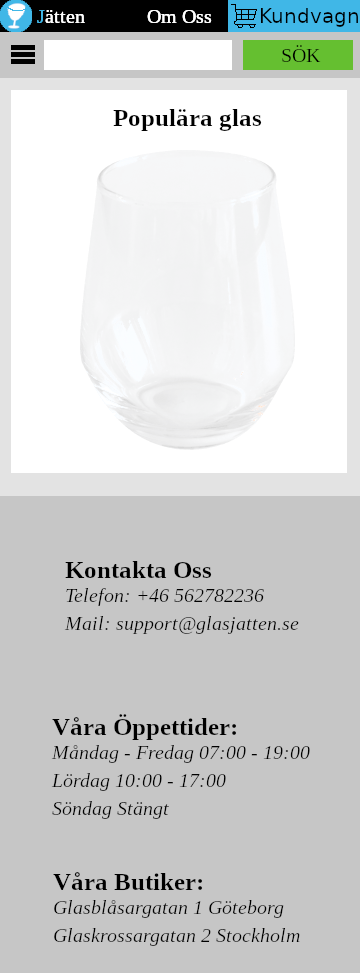 Jätten
Om Oss
Kundvagn
SÖK
Populära glas
Kontakta Oss
Telefon: +46 562782236
Mail: support@glasjatten.se
Våra Öppettider:
Måndag - Fredag 07:00 - 19:00
Lördag 10:00 - 17:00
Söndag Stängt
Våra Butiker:
Glasblåsargatan 1 Göteborg
Glaskrossargatan 2 Stockholm